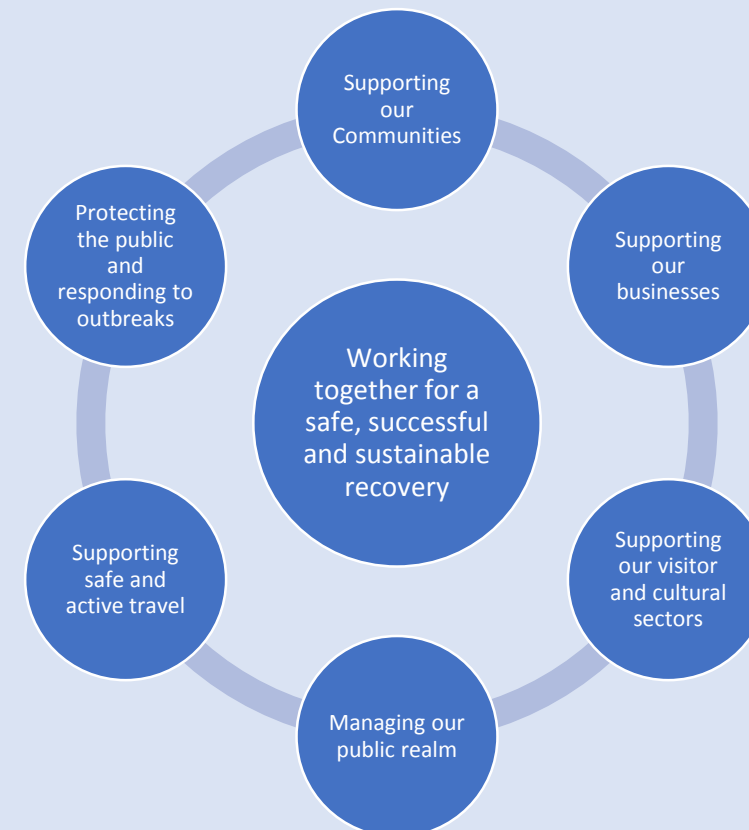 Supporting
our
Communities
Supporting
our
businesses
Supporting
our visitor
and cultural
sectors
Managing our
public realm
Supporting
safe and
active travel
Protecting
the public
and
responding to
outbreaks
Working
together for a
safe, successful
and sustainable
recovery